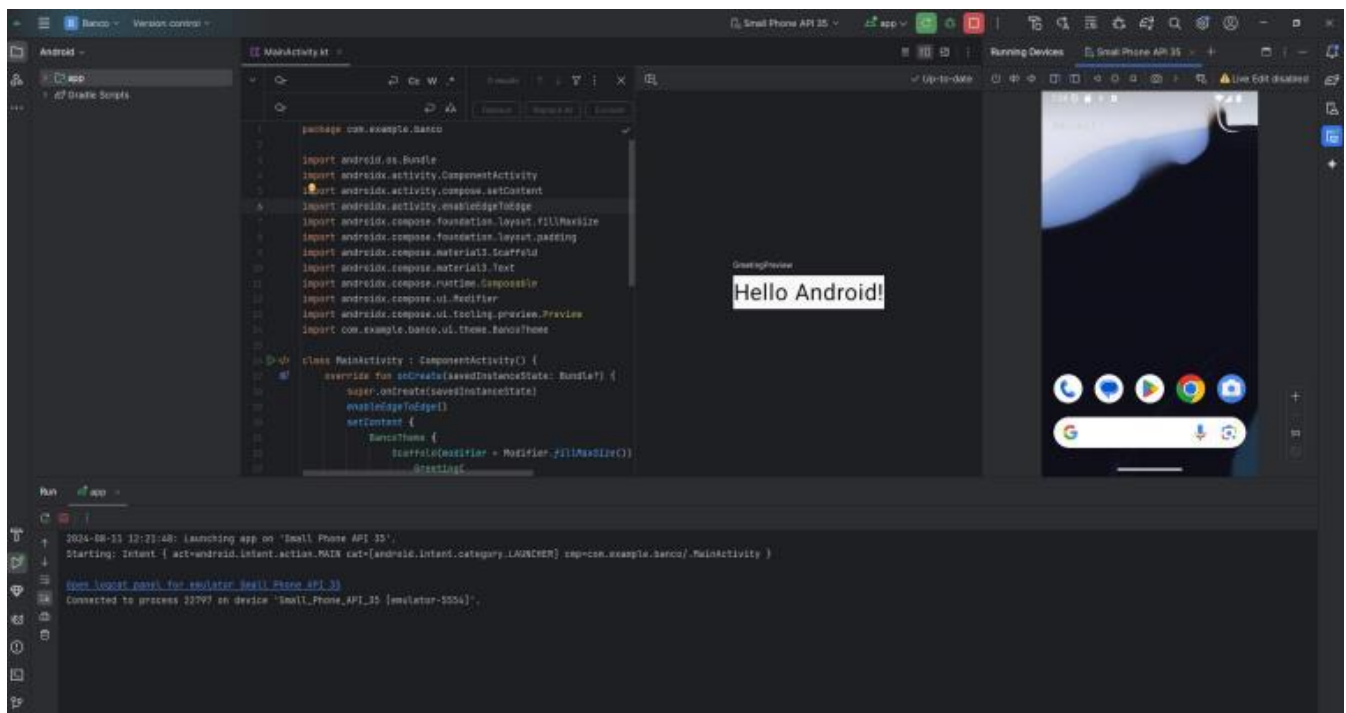 Banco
Version control
Small Phone API 35
app
Android
MainActivity.kt
Running Devices
Small Phone API 35
app
Gradle Scripts
Cc W .*
Up-to-date
Live Edit disabled
package com.example.banco
import android.os.Bundle
import androidx.activity.ComponentActivity
import androidx.activity.compose.setContent
import androidx.activity.enableEdgeToEdge
import androidx.compose.foundation.layout.fillMaxSize
import androidx.compose.foundation.layout.padding
import androidx.compose.material3.Scaffold
import androidx.compose.material3.Text
import androidx.compose.runtime.Composable
import androidx.compose.ui.Modifier
import androidx.compose.ui.tooling.preview.Preview
import com.example.banco.ui.theme.BancoTheme
class MainActivity : ComponentActivity() {
override fun onCreate(savedInstanceState: Bundle?) {
super.onCreate(savedInstanceState)
enableEdgeToEdge()
setContent {
BancoTheme {
Scaffold(modifier = Modifier.fillMaxSize())
Greeting(
GreetingPreview
Hello Android!
Run
app
2024-08-11 12:21:48: Launching app on 'Small Phone API 35'.
Starting: Intent { act=android.intent.action.MAIN cat=[android.intent.category.LAUNCHER] cmp=com.example.banco/.MainActivity }
Open logcat panel for emulator Small Phone API 35
Connected to process 22797 on device 'Small_Phone_API_35 [emulator-5554]'.